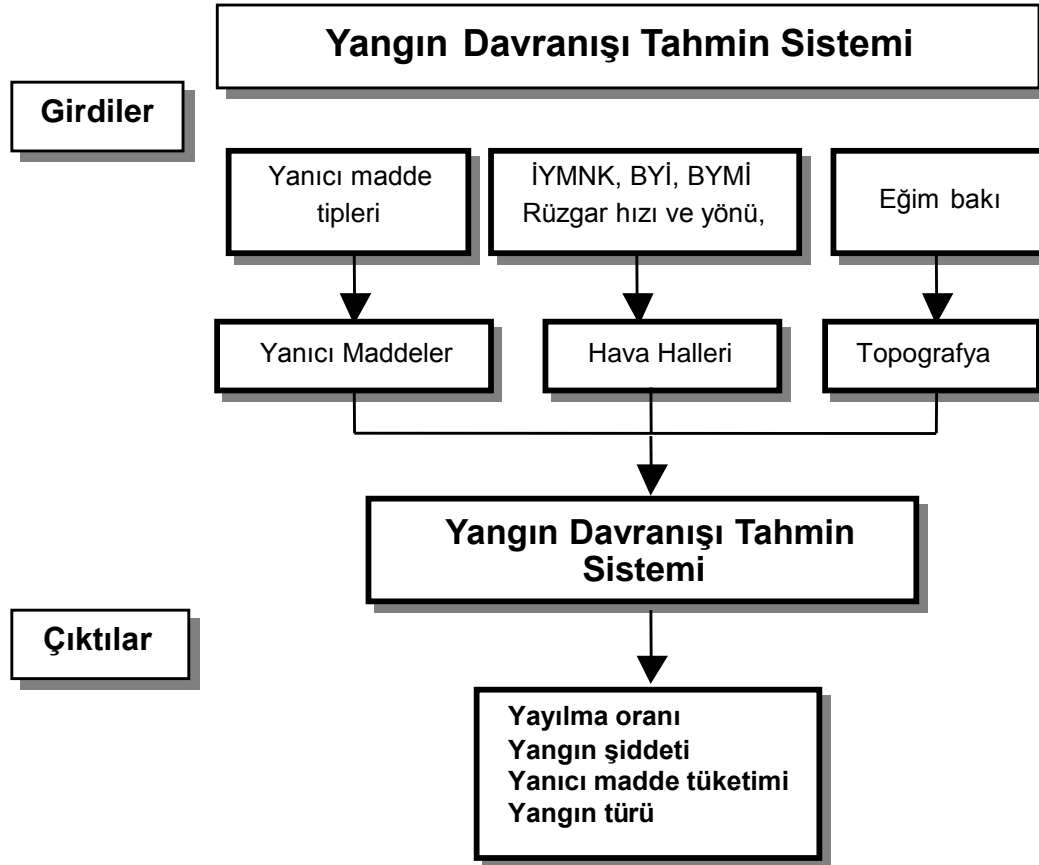 Yangın Davranışı Tahmin Sistemi
Girdiler
Yanıcı madde
tipleri
İYMNK, BYİ, BYMİ
Rüzgar hızı ve yönü,
Eğim bakı
Yanıcı Maddeler
Hava Halleri
Topografya
Yangın Davranışı Tahmin
Sistemi
Çıktılar
Yayılma oranı
Yangın şiddeti
Yanıcı madde tüketimi
Yangın türü